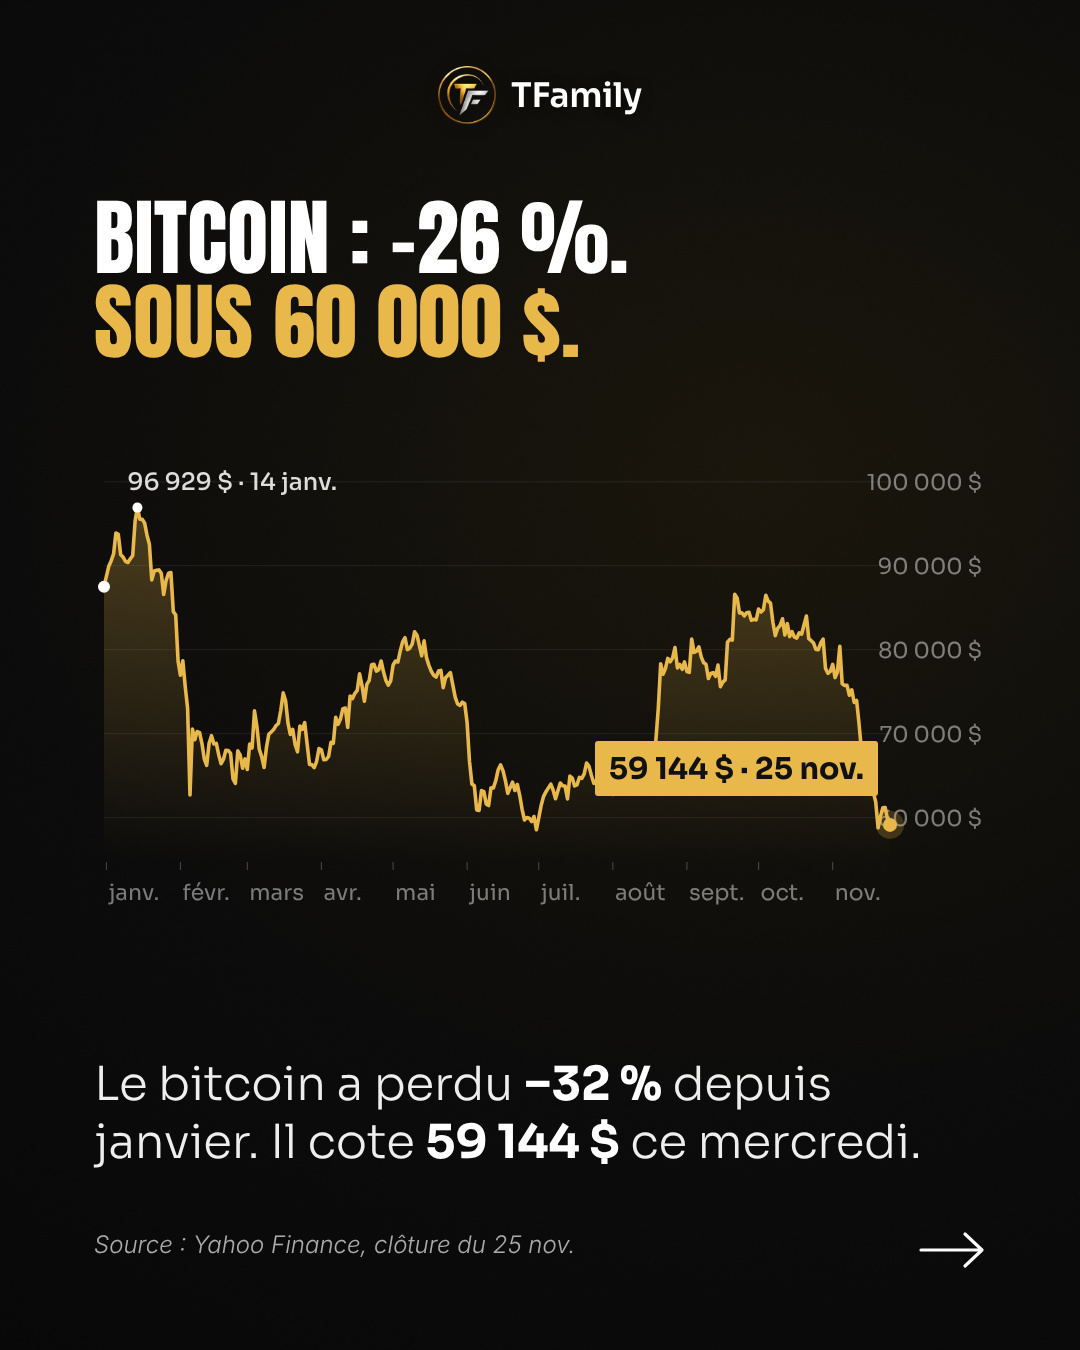 TFamily
BITCOIN : -26 %.
SOUS 60 000 $.
96 929 $ · 14 janv.
100 000 $
90 000 $
80 000 $
70 000 $
59 144 $ · 25 nov.
0 000 $
janv. févr. mars avr. mai juin juil. août sept. oct. nov.
Le bitcoin a perdu –32 % depuis
janvier. Il cote 59 144 $ ce mercredi.
Source : Yahoo Finance, clôture du 25 nov.